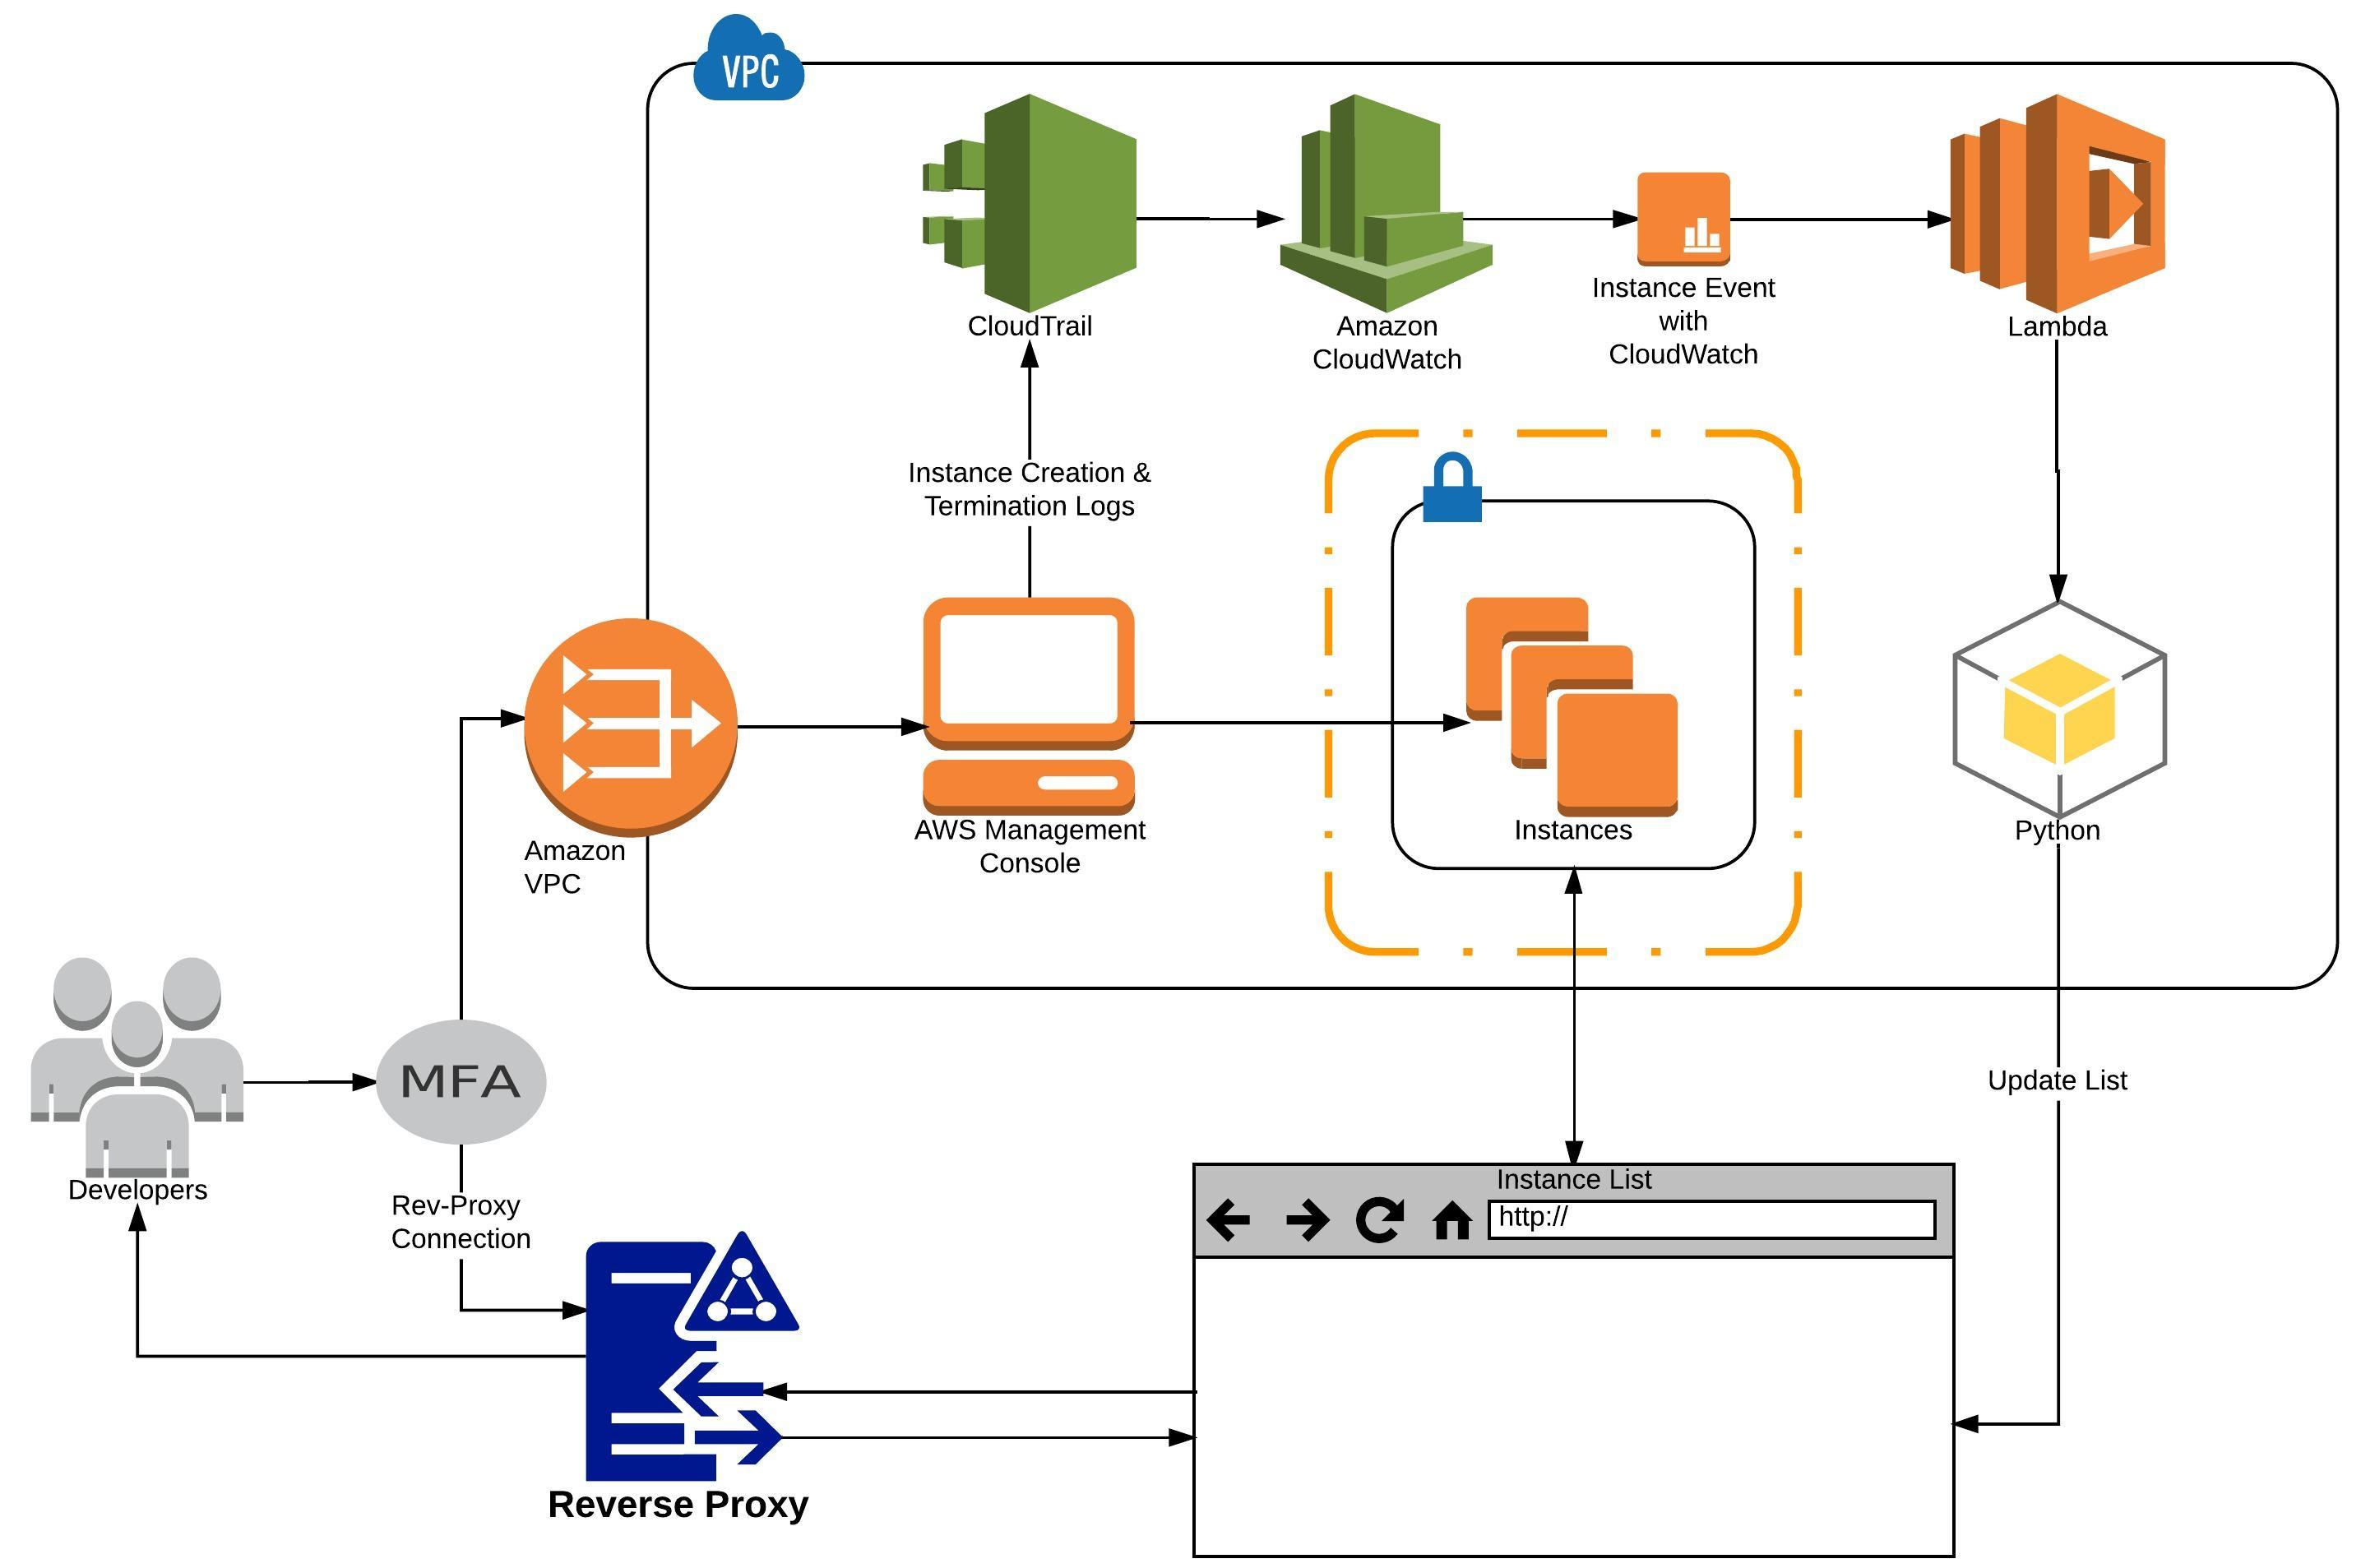 VPC
CloudTrail
Amazon
CloudWatch
Instance Event
with
CloudWatch
Lambda
Instance Creation &
Termination Logs
Amazon
VPC
AWS Management
Console
Instances
Python
MFA
Developers
Rev-Proxy
Connection
Update List
Instance List
http://
Reverse Proxy